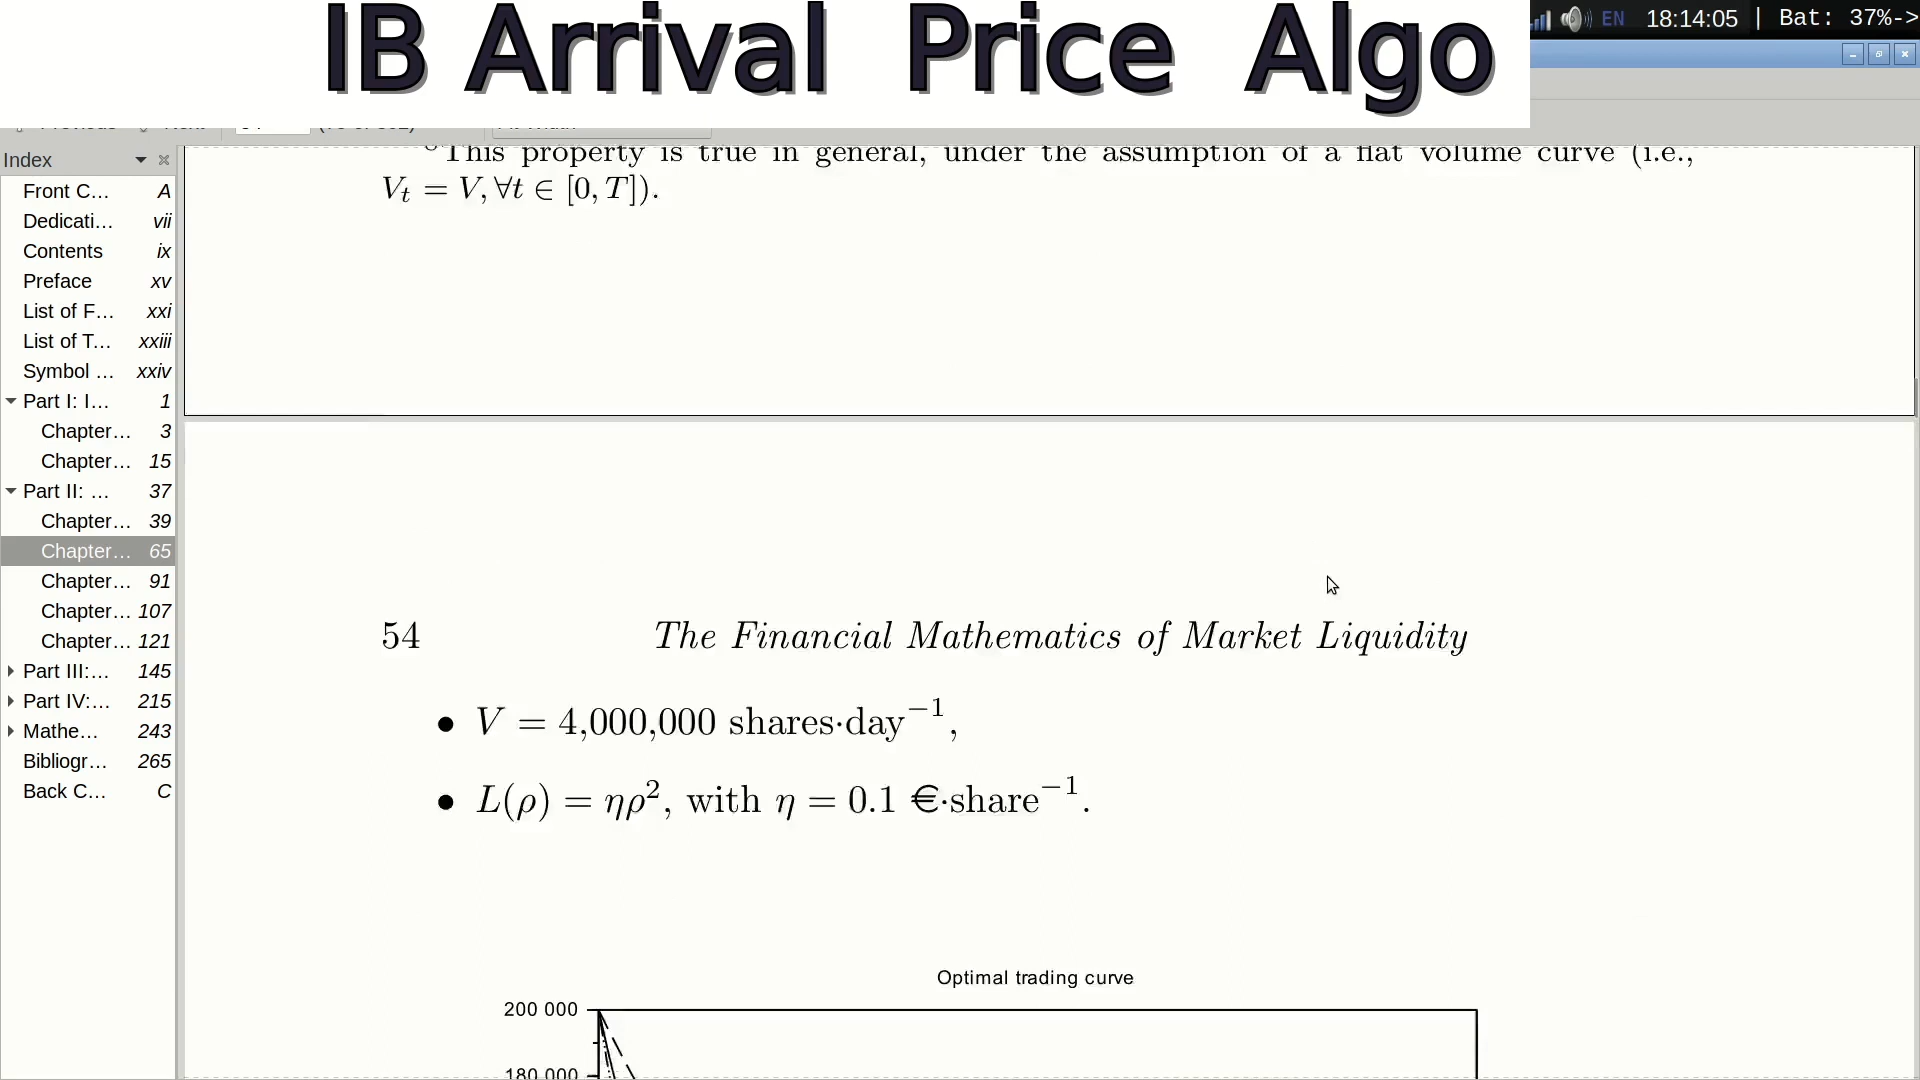 IB Arrival Price Algo
EN 18:14:05 | Bat: 37%->
Index
Front C... A
Dedicati... vii
Contents ix
Preface xv
List of F... xxi
List of T... xxiii
Symbol ... xxiv
Part I: I... 1
Chapter... 3
Chapter... 15
Part II: ... 37
Chapter... 39
Chapter... 65
Chapter... 91
Chapter... 107
Chapter... 121
Part III:... 145
Part IV:... 215
Mathe... 243
Bibliogr... 265
Back C... C
This property is true in general, under the assumption of a flat volume curve (i.e.,
Vₜ = V, ∀t ∈ [0, T]).
54 The Financial Mathematics of Market Liquidity
• V = 4,000,000 shares·day⁻¹,
• L(ρ) = ηρ², with η = 0.1 €·share⁻¹.
Optimal trading curve
200 000
180 000